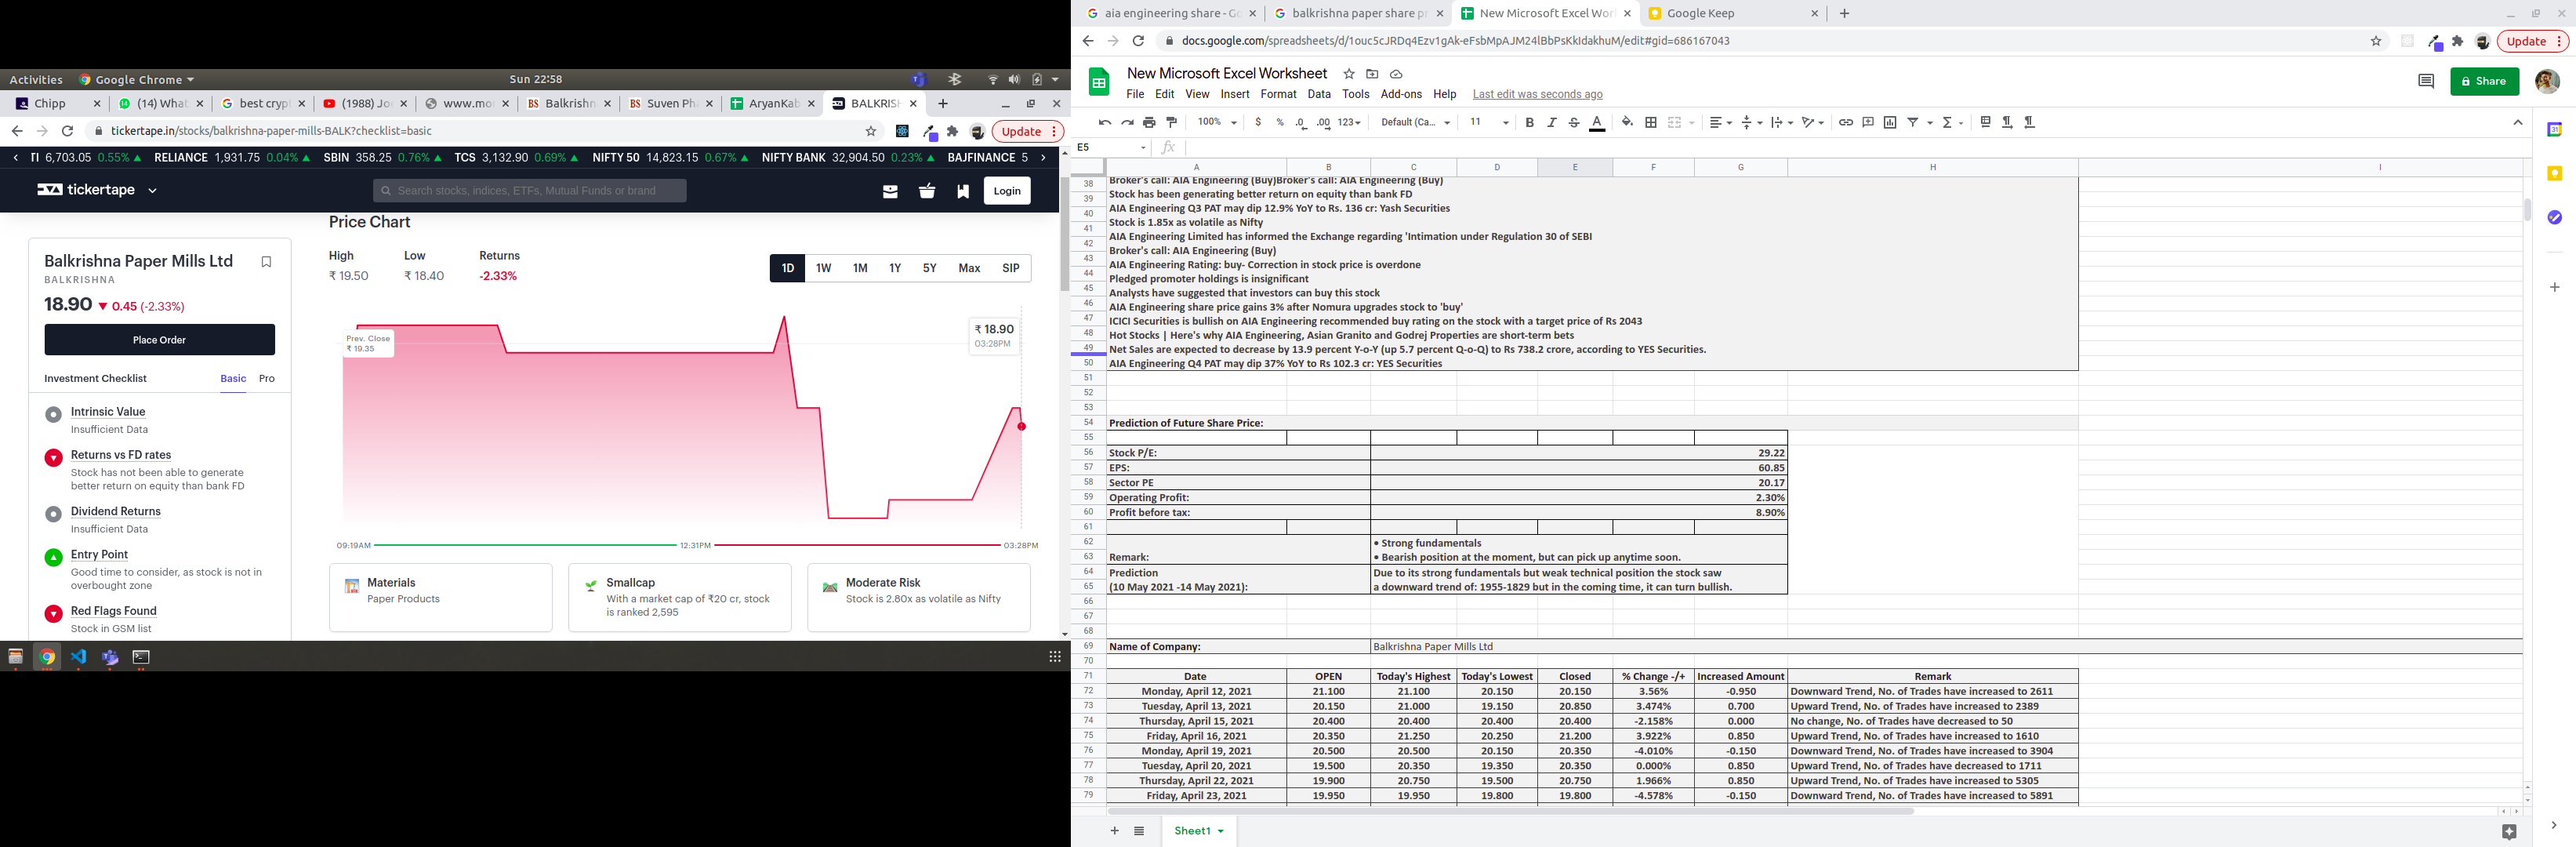 Activities
Google Chrome
Sun 22:58
Chipp
(14) What
best cryp
(1988) Jo
www.mo
BS Balkrishn
BS Suven Ph
AryanKab
BALKRIS
tickertape.in/stocks/balkrishna-paper-mills-BALK?checklist=basic
Update
TI 6,703.05 0.55% RELIANCE 1,931.75 0.04% SBIN 358.25 0.76% TCS 3,132.90 0.69% NIFTY 50 14,823.15 0.67% NIFTY BANK 32,904.50 0.23% BAJFINANCE 5
tickertape
Search stocks, indices, ETFs, Mutual Funds or brand
Login
Balkrishna Paper Mills Ltd
BALKRISHNA
18.90 ▼ 0.45 (-2.33%)
Place Order
Investment Checklist Basic Pro
Intrinsic Value
Insufficient Data
Returns vs FD rates
Stock has not been able to generate
better return on equity than bank FD
Dividend Returns
Insufficient Data
Entry Point
Good time to consider, as stock is not in
overbought zone
Red Flags Found
Stock in GSM list
Price Chart
High Low Returns
₹ 19.50 ₹ 18.40 -2.33%
1D 1W 1M 1Y 5Y Max SIP
Prev. Close
₹ 19.35
₹ 18.90
03:28PM
09:19AM 12:31PM 03:28PM
Materials
Paper Products
Smallcap
With a market cap of ₹20 cr, stock
is ranked 2,595
Moderate Risk
Stock is 2.80x as volatile as Nifty
aia engineering share - Go
balkrishna paper share pr
New Microsoft Excel Wor
Google Keep
docs.google.com/spreadsheets/d/1ouc5cJRDq4Ezv1gAk-eFsbMpAJM24lBbPsKkIdakhuM/edit#gid=686167043
Update
New Microsoft Excel Worksheet
File Edit View Insert Format Data Tools Add-ons Help Last edit was seconds ago
Share
100% $ % .0 .00 123 Default (Ca... 11 B I S A
E5 fx
A B C D E F G H I
38 Broker's call: AIA Engineering (Buy)Broker's call: AIA Engineering (Buy)
39 Stock has been generating better return on equity than bank FD
40 AIA Engineering Q3 PAT may dip 12.9% YoY to Rs. 136 cr: Yash Securities
41 Stock is 1.85x as volatile as Nifty
42 AIA Engineering Limited has informed the Exchange regarding 'Intimation under Regulation 30 of SEBI
43 Broker's call: AIA Engineering (Buy)
44 AIA Engineering Rating: buy- Correction in stock price is overdone
45 Pledged promoter holdings is insignificant
46 Analysts have suggested that investors can buy this stock
47 AIA Engineering share price gains 3% after Nomura upgrades stock to 'buy'
48 ICICI Securities is bullish on AIA Engineering recommended buy rating on the stock with a target price of Rs 2043
Hot Stocks | Here's why AIA Engineering, Asian Granito and Godrej Properties are short-term bets
49 Net Sales are expected to decrease by 13.9 percent Y-o-Y (up 5.7 percent Q-o-Q) to Rs 738.2 crore, according to YES Securities.
50 AIA Engineering Q4 PAT may dip 37% YoY to Rs 102.3 cr: YES Securities
51
52
53
54 Prediction of Future Share Price:
55
56 Stock P/E: 29.22
57 EPS: 60.85
58 Sector PE 20.17
59 Operating Profit: 2.30%
60 Profit before tax: 8.90%
61
62 • Strong fundamentals
63 Remark: • Bearish position at the moment, but can pick up anytime soon.
64 Prediction Due to its strong fundamentals but weak technical position the stock saw
65 (10 May 2021 -14 May 2021): a downward trend of: 1955-1829 but in the coming time, it can turn bullish.
66
67
68
69 Name of Company: Balkrishna Paper Mills Ltd
70
71 Date OPEN Today's Highest Today's Lowest Closed % Change -/+ Increased Amount Remark
72 Monday, April 12, 2021 21.100 21.100 20.150 20.150 3.56% -0.950 Downward Trend, No. of Trades have increased to 2611
73 Tuesday, April 13, 2021 20.150 21.000 19.150 20.850 3.474% 0.700 Upward Trend, No. of Trades have increased to 2389
74 Thursday, April 15, 2021 20.400 20.400 20.400 20.400 -2.158% 0.000 No change, No. of Trades have decreased to 50
75 Friday, April 16, 2021 20.350 21.250 20.250 21.200 3.922% 0.850 Upward Trend, No. of Trades have increased to 1610
76 Monday, April 19, 2021 20.500 20.500 20.150 20.350 -4.010% -0.150 Downward Trend, No. of Trades have increased to 3904
77 Tuesday, April 20, 2021 19.500 20.350 19.350 20.350 0.000% 0.850 Upward Trend, No. of Trades have decreased to 1711
78 Thursday, April 22, 2021 19.900 20.750 19.500 20.750 1.966% 0.850 Upward Trend, No. of Trades have increased to 5305
79 Friday, April 23, 2021 19.950 19.950 19.800 19.800 -4.578% -0.150 Downward Trend, No. of Trades have increased to 5891
Sheet1